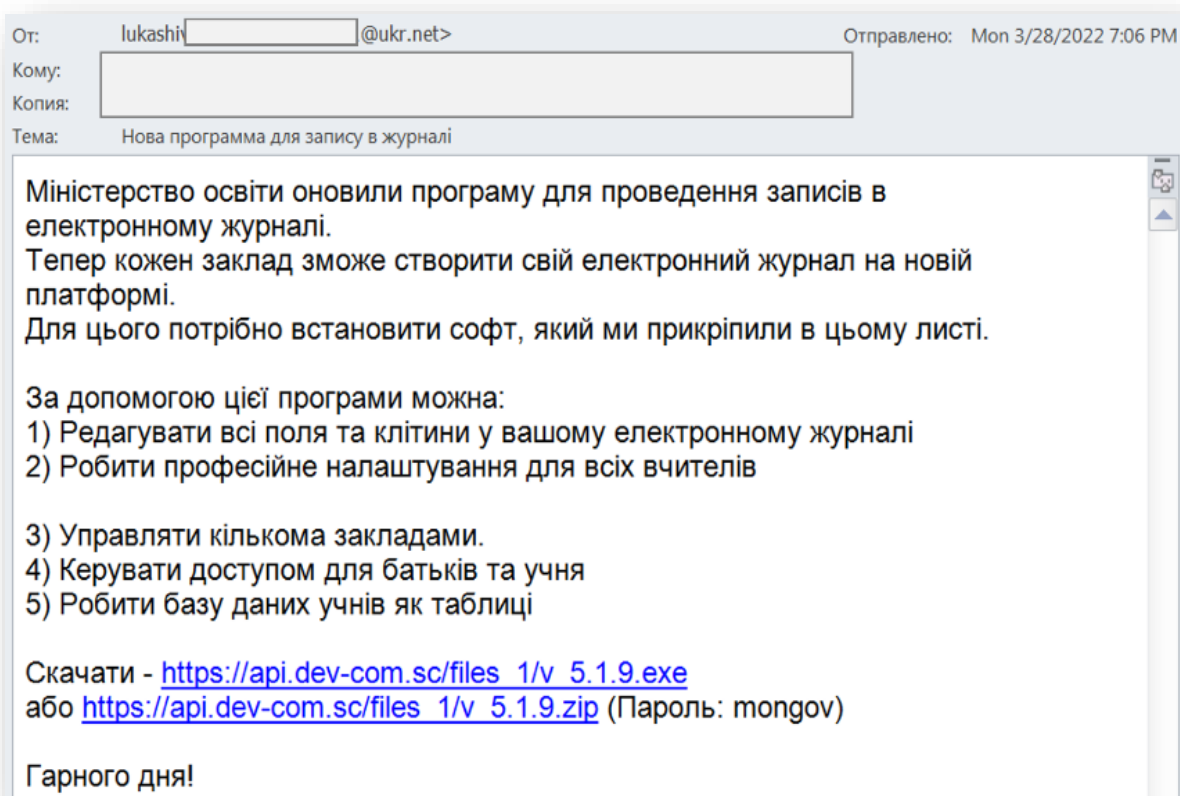 От: lukashiv @ukr.net> Отправлено: Mon 3/28/2022 7:06 PM
Кому:
Копия:
Тема: Нова программа для запису в журналі
Міністерство освіти оновили програму для проведення записів в
електронному журналі.
Тепер кожен заклад зможе створити свій електронний журнал на новій
платформі.
Для цього потрібно встановити софт, який ми прикріпили в цьому листі.
За допомогою цієї програми можна:
1) Редагувати всі поля та клітини у вашому електронному журналі
2) Робити професійне налаштування для всіх вчителів
3) Управляти кількома закладами.
4) Керувати доступом для батьків та учня
5) Робити базу даних учнів як таблиці
Скачати - https://api.dev-com.sc/files_1/v_5.1.9.exe
або https://api.dev-com.sc/files_1/v_5.1.9.zip (Пароль: mongov)
Гарного дня!